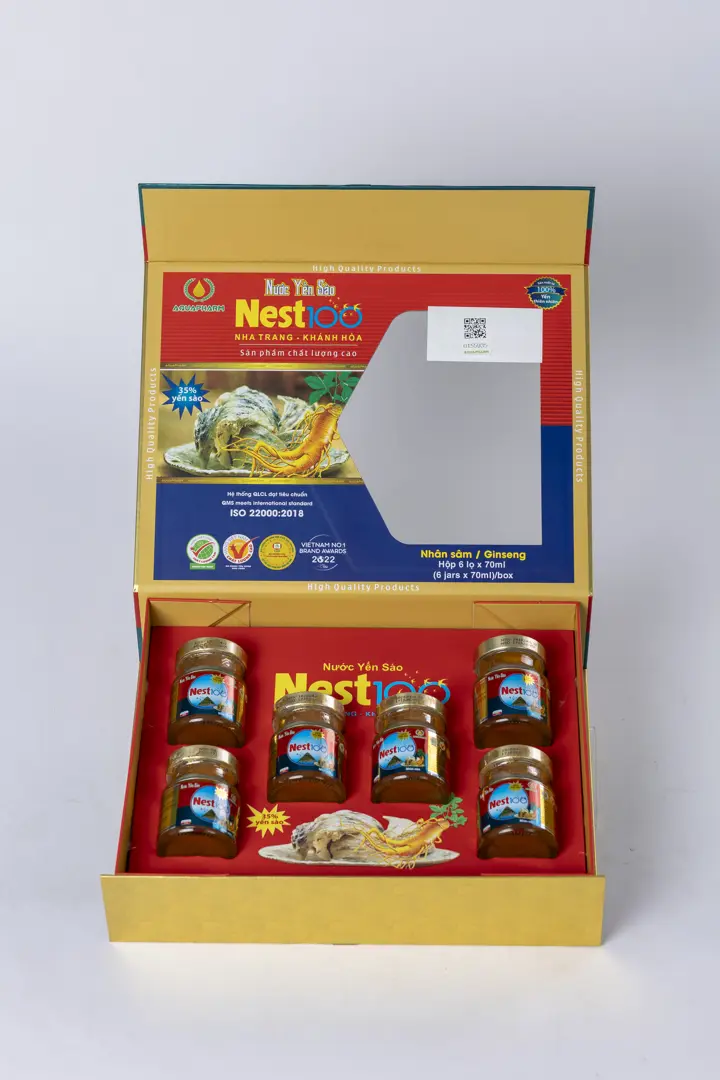 High Quality Products
AQUAPHARM
Nước Yến Sào
Nest100
NHA TRANG - KHÁNH HÒA
Sản phẩm chất lượng cao
100%
Yến
thiên nhiên
35%
yến sào
High Quality Products
High Quality Products
Hệ thống QLCL đạt tiêu chuẩn
QMS meets international standard
ISO 22000:2018
VIETNAM NO.1
BRAND AWARDS
2022
Nhân sâm / Ginseng
Hộp 6 lọ x 70ml
(6 jars x 70ml)/box
High Quality Products
Nước Yến Sào
Nest100
Nest100
Nest100
Nest100
Nest100
Nest100
Nest100
35%
yến sào